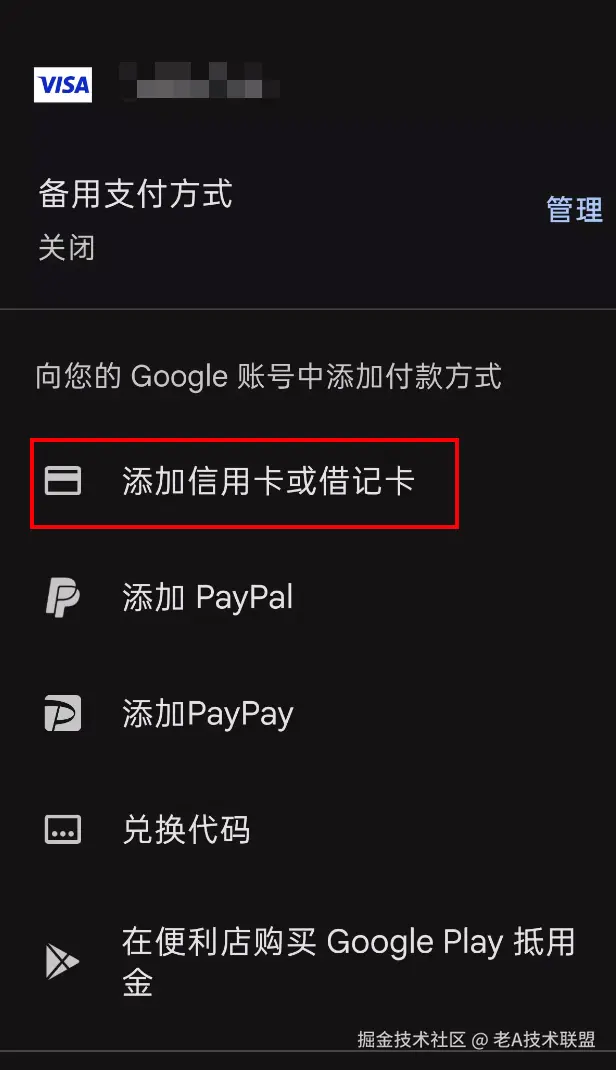 VISA
备用支付方式
管理
关闭
向您的 Google 账号中添加付款方式
添加信用卡或借记卡
添加 PayPal
添加PayPay
兑换代码
在便利店购买 Google Play 抵用
金
掘金技术社区 @ 老A技术联盟